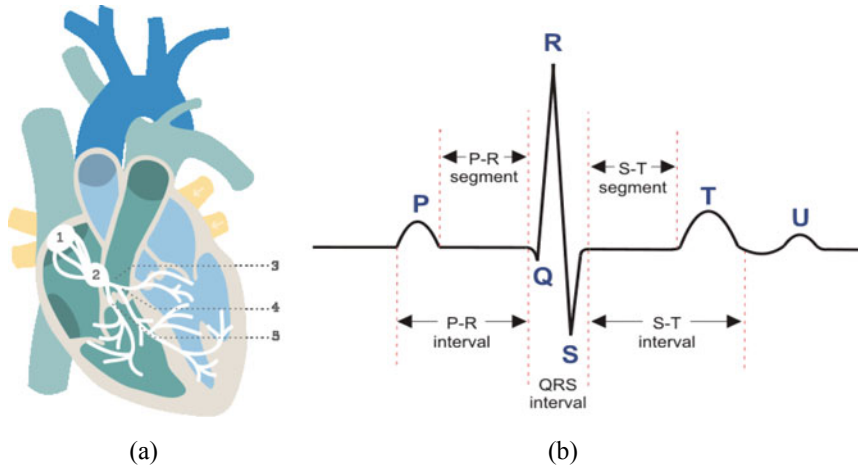 1
2
3
4
5
(a)
R
P-R
segment
S-T
segment
P
T
U
Q
S
P-R
interval
S-T
interval
QRS
interval
(b)